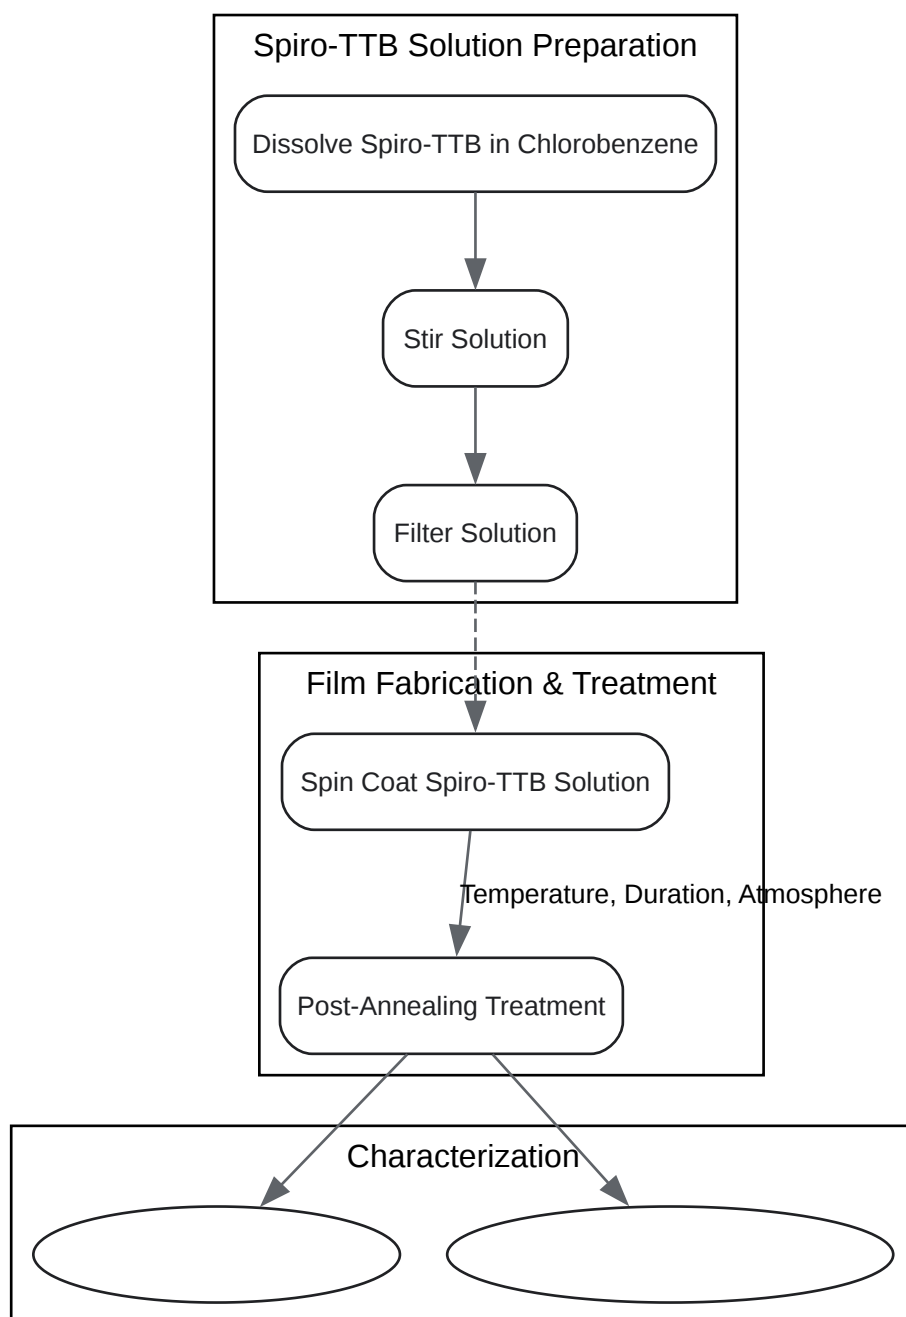 Spiro-TTB Solution Preparation
Dissolve Spiro-TTB in Chlorobenzene
Stir Solution
Filter Solution
Film Fabrication & Treatment
Spin Coat Spiro-TTB Solution
Temperature, Duration, Atmosphere
Post-Annealing Treatment
Characterization